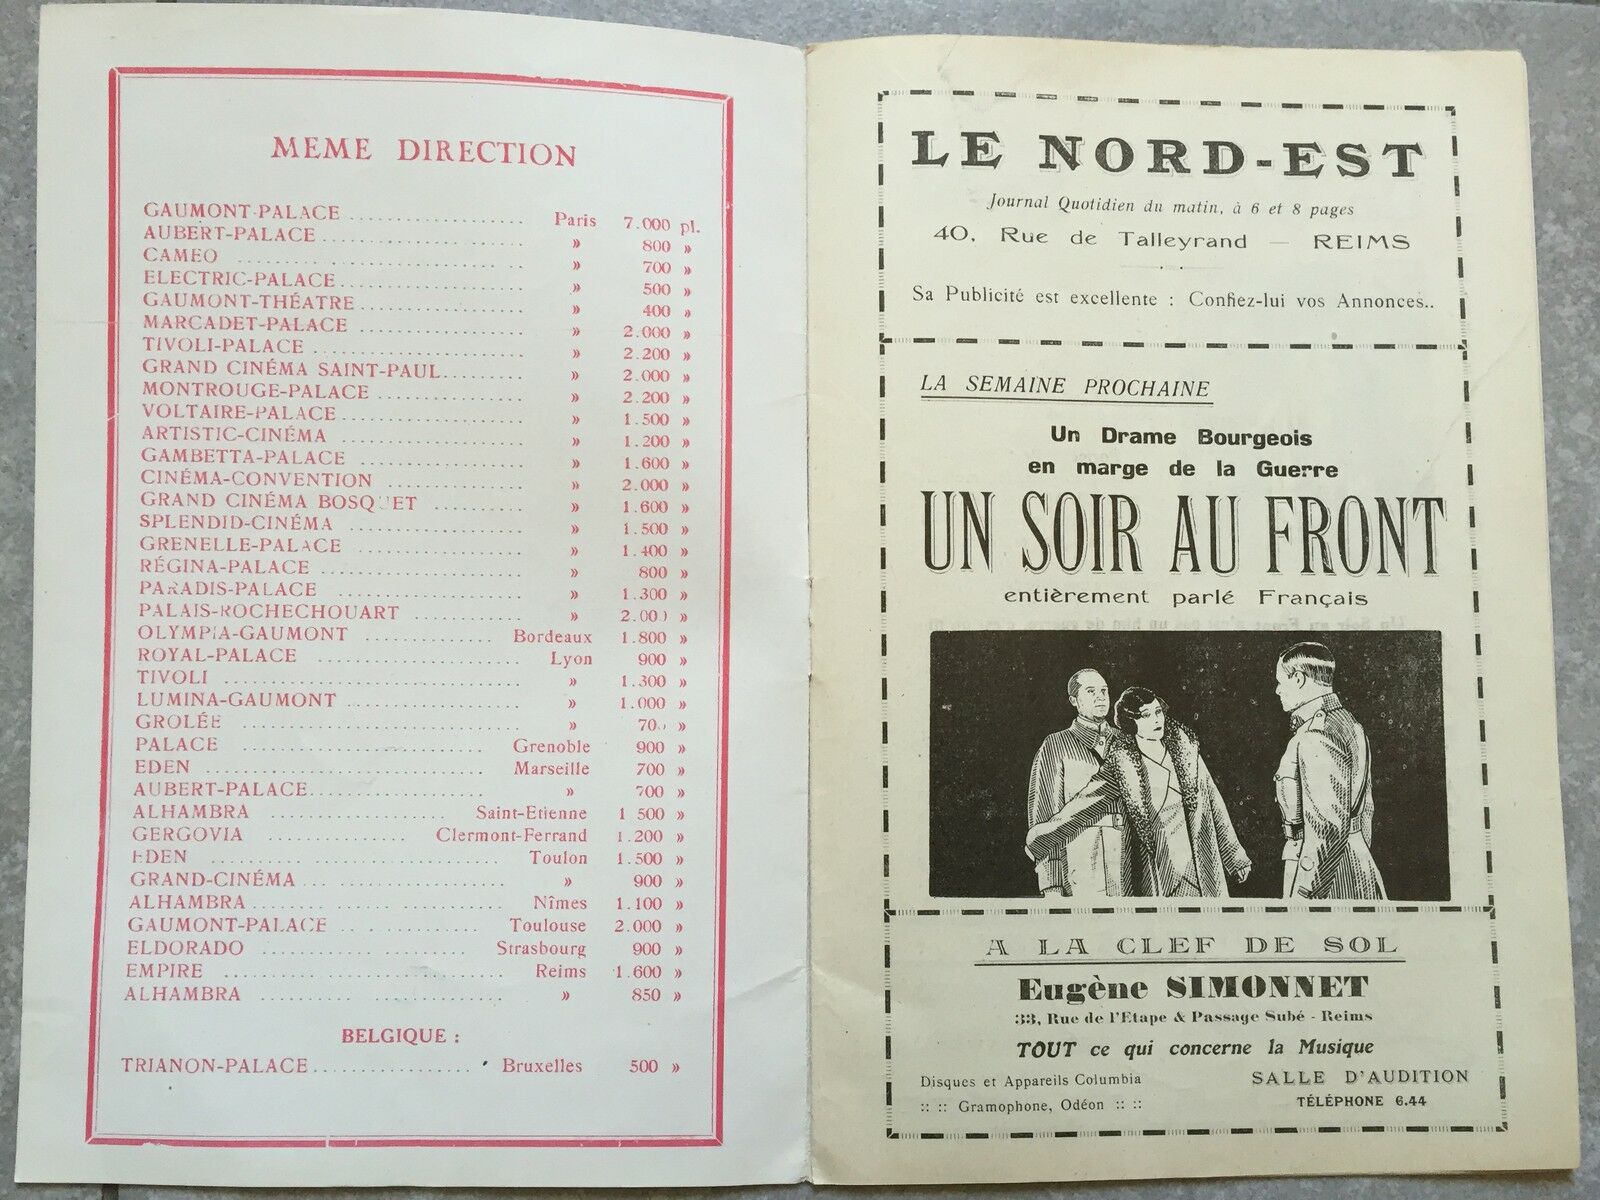 MEME DIRECTION
GAUMONT-PALACE .................... Paris 7.000 pl.
AUBERT-PALACE .................... » 800 »
CAMEO .................... » 700 »
ELECTRIC-PALACE .................... » 500 »
GAUMONT-THÉATRE .................... » 400 »
MARCADET-PALACE .................... » 2.000 »
TIVOLI-PALACE .................... » 2.200 »
GRAND CINÉMA SAINT-PAUL .......... » 2.000 »
MONTROUGE-PALACE .................... » 2.200 »
VOLTAIRE-PALACE .................... » 1.500 »
ARTISTIC-CINÉMA .................... » 1.200 »
GAMBETTA-PALACE .................... » 1.600 »
CINÉMA-CONVENTION .................... » 2.000 »
GRAND CINÉMA BOSQUET .......... » 1.600 »
SPLENDID-CINÉMA .................... » 1.500 »
GRENELLE-PALACE .................... » 1.400 »
RÉGINA-PALACE .................... » 800 »
PARADIS-PALACE .................... » 1.300 »
PALAIS-ROCHECHOUART .......... » 2.000 »
OLYMPIA-GAUMONT .......... Bordeaux 1.800 »
ROYAL-PALACE .................... Lyon 900 »
TIVOLI .................... » 1.300 »
LUMINA-GAUMONT .................... » 1.000 »
GROLÉE .................... » 700 »
PALACE .................... Grenoble 900 »
EDEN .................... Marseille 700 »
AUBERT-PALACE .................... » 700 »
ALHAMBRA .................... Saint-Etienne 1 500 »
GERGOVIA .......... Clermont-Ferrand 1.200 »
EDEN .................... Toulon 1.500 »
GRAND-CINÉMA .................... » 900 »
ALHAMBRA .................... Nîmes 1.100 »
GAUMONT-PALACE .......... Toulouse 2.000 »
ELDORADO .................... Strasbourg 900 »
EMPIRE .................... Reims 1.600 »
ALHAMBRA .................... » 850 »
BELGIQUE :
TRIANON-PALACE .......... Bruxelles 500 »
LE NORD-EST
Journal Quotidien du matin, à 6 et 8 pages
40, Rue de Talleyrand — REIMS
Sa Publicité est excellente : Confiez-lui vos Annonces..
LA SEMAINE PROCHAINE
Un Drame Bourgeois
en marge de la Guerre
UN SOIR AU FRONT
entièrement parlé Français
A LA CLEF DE SOL
Eugène SIMONNET
33, Rue de l'Etape & Passage Subé - Reims
TOUT ce qui concerne la Musique
Disques et Appareils Columbia
:: :: Gramophone, Odéon :: ::
SALLE D'AUDITION
TÉLÉPHONE 6.44